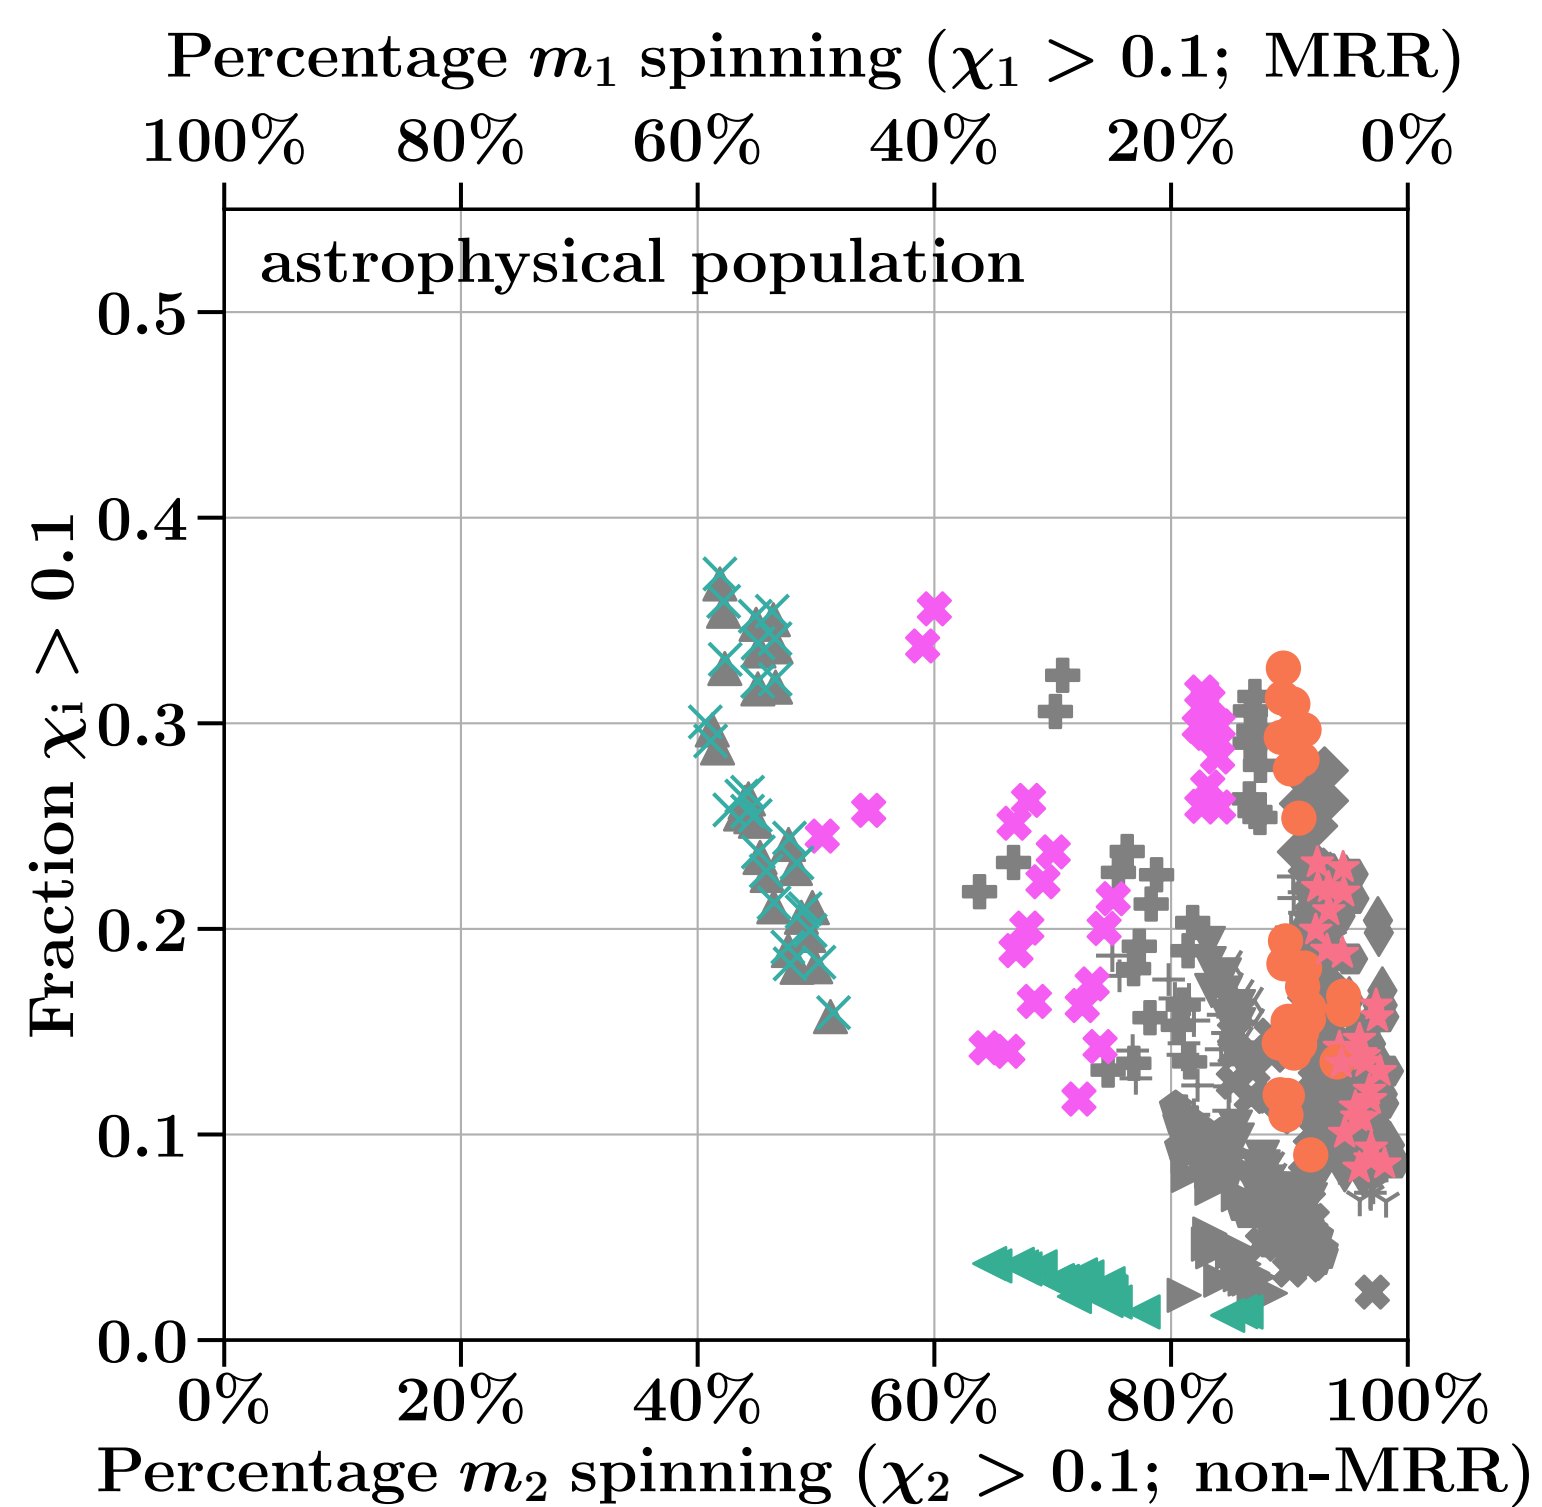 Percentage m₁ spinning (χ₁ > 0.1; MRR)
100% 80% 60% 40% 20% 0%
astrophysical population
0.5
0.4
0.3
0.2
0.1
0.0
Fraction χᵢ > 0.1
0% 20% 40% 60% 80% 100%
Percentage m₂ spinning (χ₂ > 0.1; non-MRR)